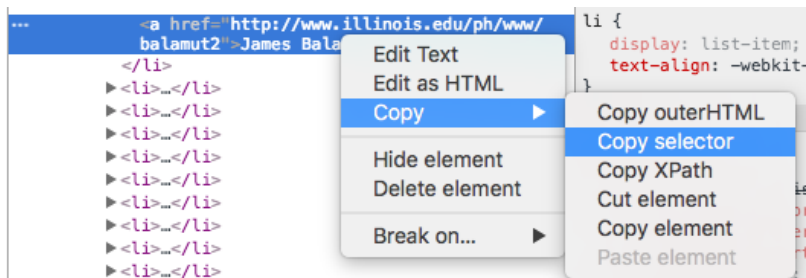 <a href="http://www.illinois.edu/ph/www/
balamut2">James Bala
</li>
▶<li>…</li>
▶<li>…</li>
▶<li>…</li>
▶<li>…</li>
▶<li>…</li>
▶<li>…</li>
▶<li>…</li>
▶<li>…</li>
▶<li>…</li>
Edit Text
Edit as HTML
Copy
Hide element
Delete element
Break on...
Copy outerHTML
Copy selector
Copy XPath
Cut element
Copy element
Paste element
li {
display: list-item;
text-align: -webkit-
}